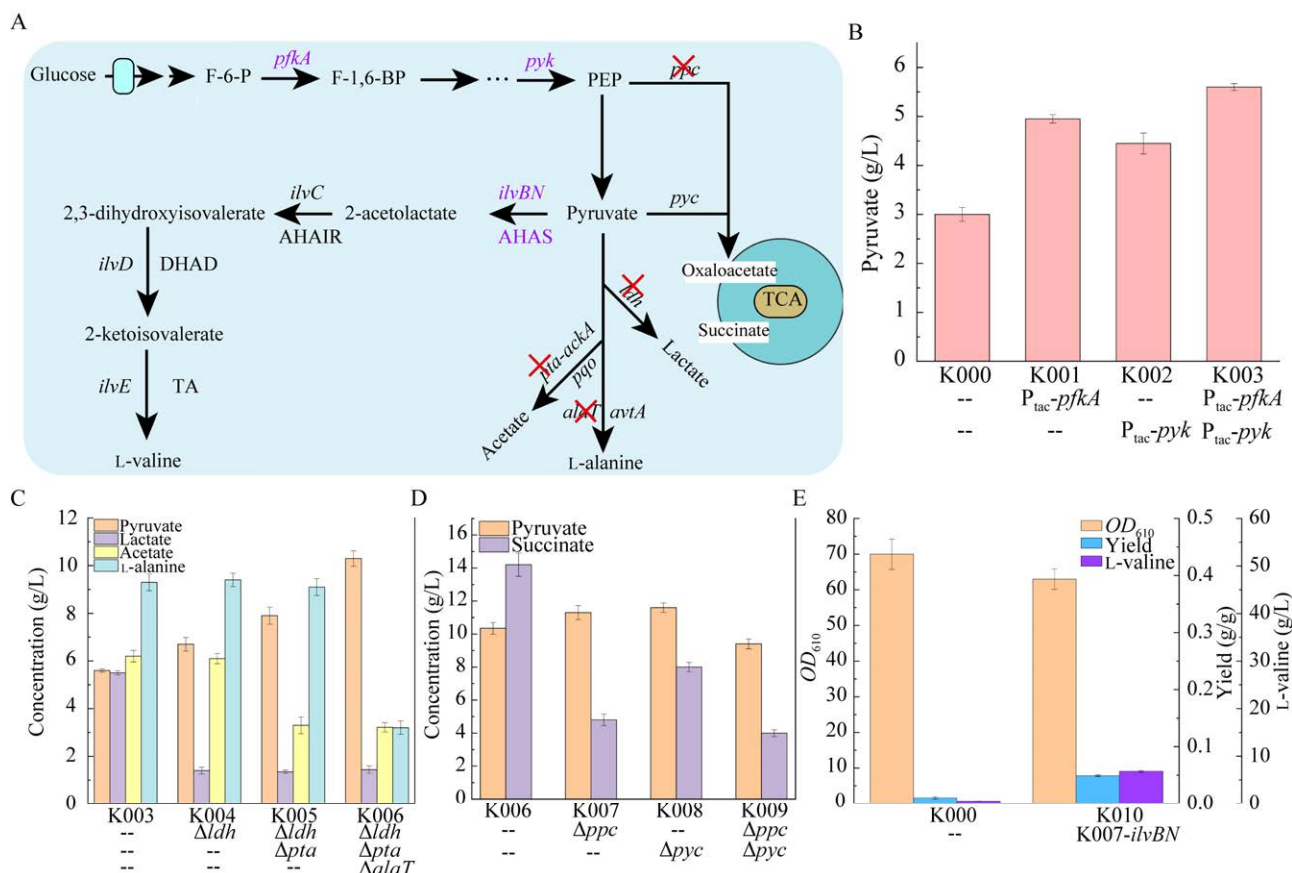 A
Glucose
F-6-P
pfkA
F-1,6-BP
...
pyk
PEP
ppc
2,3-dihydroxyisovalerate
ilvC
AHAIR
2-acetolactate
ilvBN
AHAS
Pyruvate
pyc
Oxaloacetate
TCA
Succinate
ilvD
DHAD
2-ketoisovalerate
ilvE
TA
L-valine
ldh
Lactate
pta-ackA
pqo
Acetate
alaT
avtA
L-alanine
B
Pyruvate (g/L)
6
5
4
3
2
1
0
K000 K001 K002 K003
-- Ptac-pfkA -- Ptac-pfkA
-- -- Ptac-pyk Ptac-pyk
C
Concentration (g/L)
12
10
8
6
4
2
0
Pyruvate
Lactate
Acetate
L-alanine
K003 K004 K005 K006
-- Δldh Δldh Δldh
-- -- Δpta Δpta
-- -- -- ΔalaT
D
Concentration (g/L)
16
14
12
10
8
6
4
2
0
Pyruvate
Succinate
K006 K007 K008 K009
-- Δppc -- Δppc
-- -- Δpyc Δpyc
E
OD610
80
70
60
50
40
30
20
10
0
OD610
Yield
L-valine
0.5
0.4
0.3
0.2
0.1
0.0
Yield (g/g)
60
50
40
30
20
10
0
L-valine (g/L)
K000 K010
-- K007-ilvBN